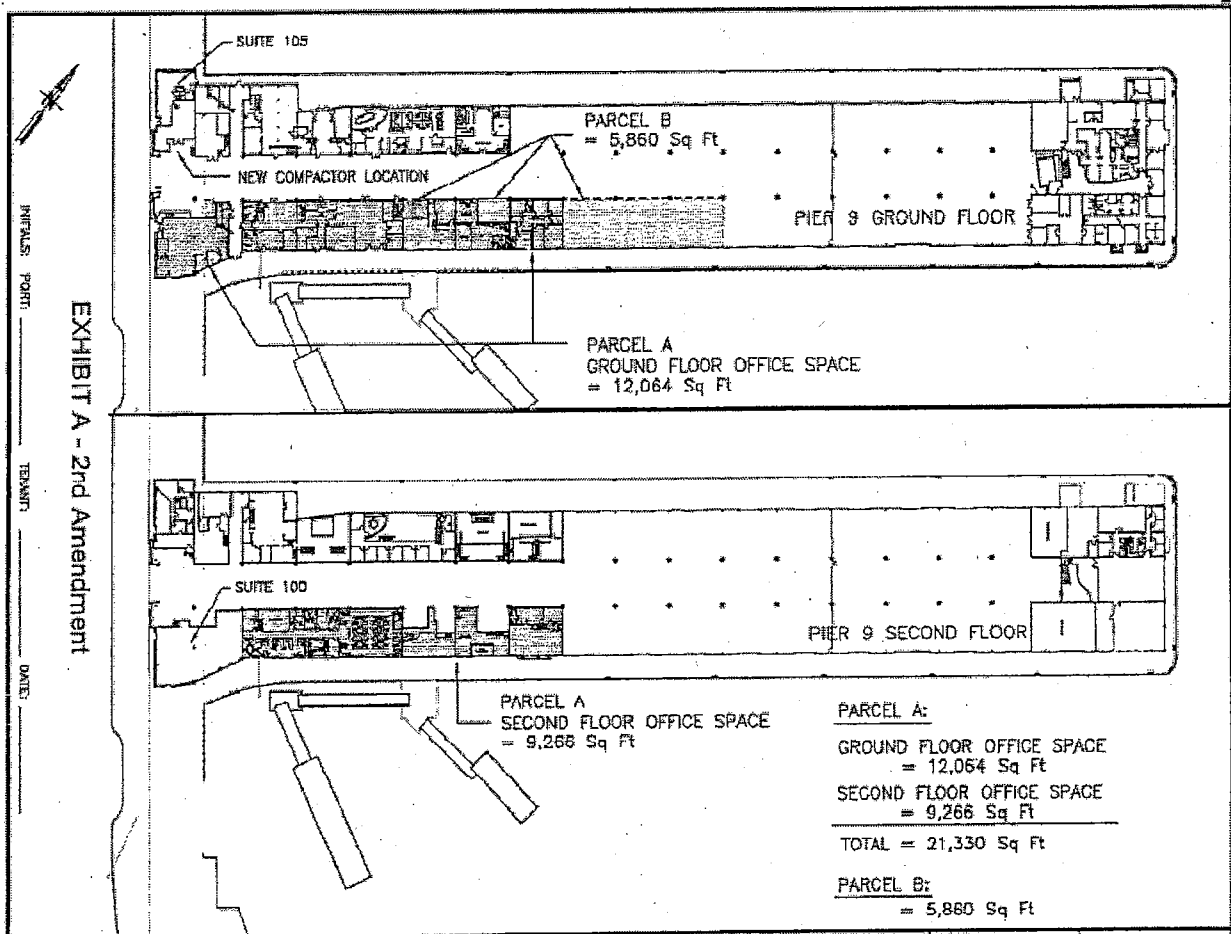 SUITE 105
PARCEL B
= 5,860 Sq Ft
NEW COMPACTOR LOCATION
PIER 9 GROUND FLOOR
PARCEL A
GROUND FLOOR OFFICE SPACE
= 12,064 Sq Ft
SUITE 100
PIER 9 SECOND FLOOR
PARCEL A
SECOND FLOOR OFFICE SPACE
= 9,266 Sq Ft
PARCEL A:
GROUND FLOOR OFFICE SPACE
= 12,064 Sq Ft
SECOND FLOOR OFFICE SPACE
= 9,266 Sq Ft
TOTAL = 21,330 Sq Ft
PARCEL B:
= 5,860 Sq Ft
EXHIBIT A - 2nd Amendment
INITIALS: PORT: TENANT: DATE: